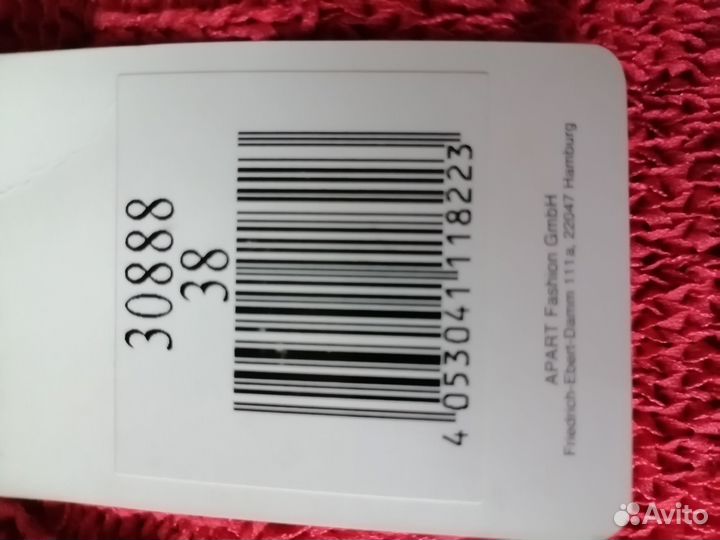 30888
38
4 053041 118223
APART Fashion GmbH
Friedrich-Ebert-Damm 111a, 22047 Hamburg
Avito